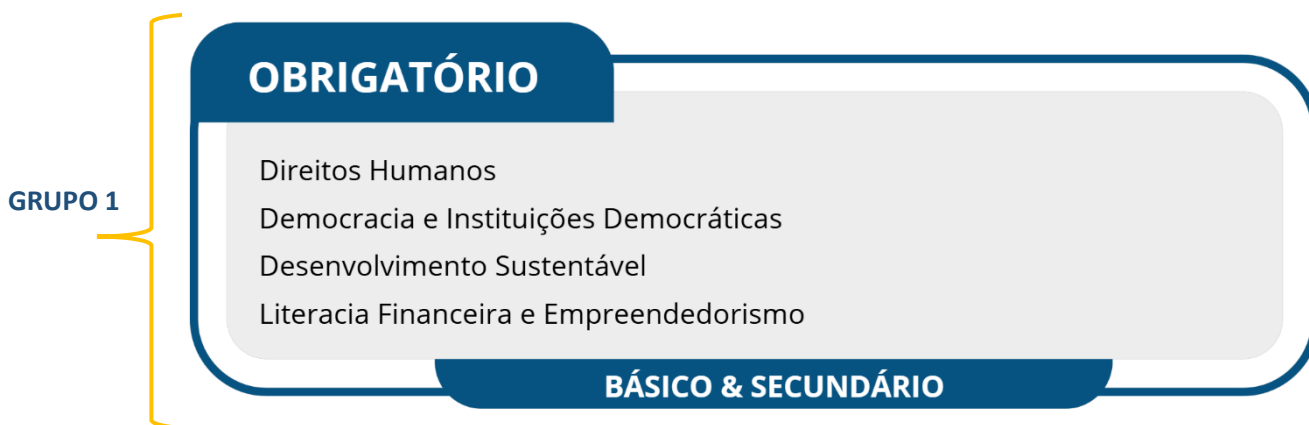 OBRIGATÓRIO
GRUPO 1
Direitos Humanos
Democracia e Instituições Democráticas
Desenvolvimento Sustentável
Literacia Financeira e Empreendedorismo
BÁSICO & SECUNDÁRIO